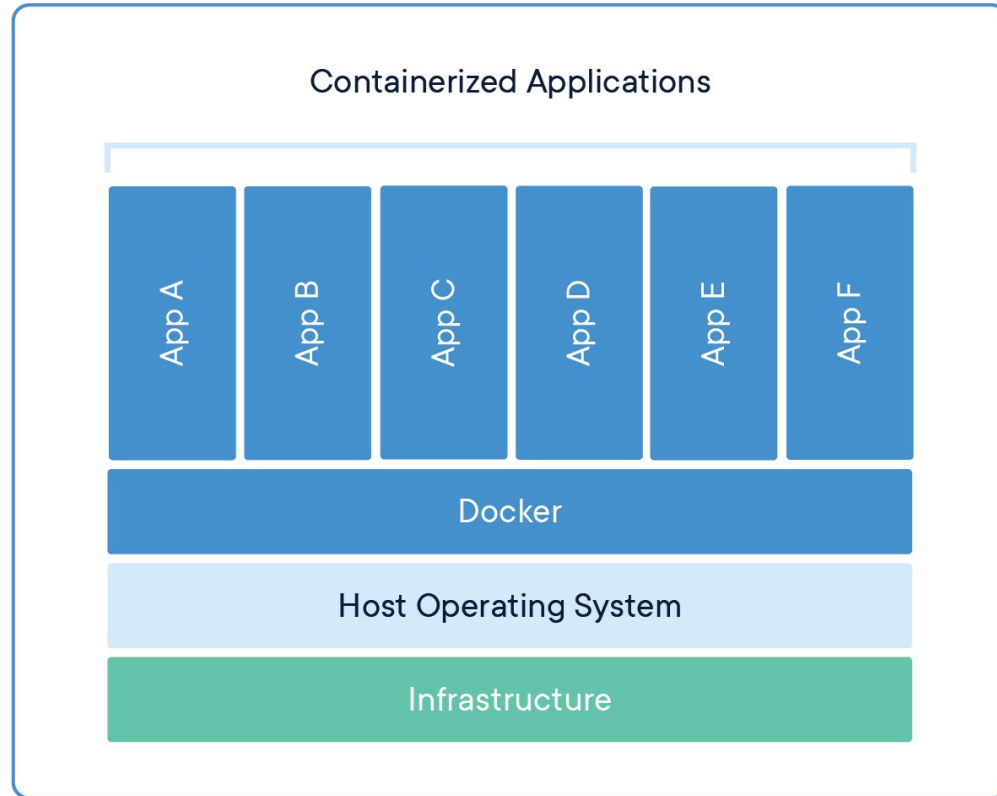 Containerized Applications
App A
App B
App C
App D
App E
App F
Docker
Host Operating System
Infrastructure